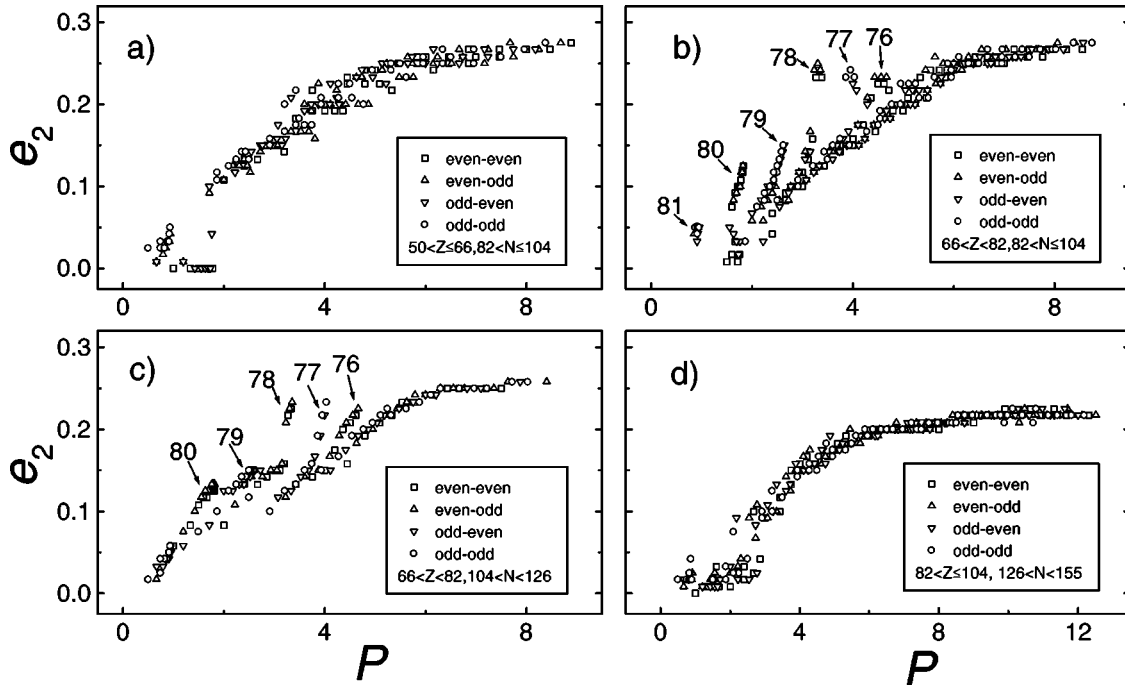 0.3
0.2
0.1
0.0
e2
a)
even-even
even-odd
odd-even
odd-odd
50<Z≤66,82<N≤104
0
4
8
b)
81
80
79
78
77
76
even-even
even-odd
odd-even
odd-odd
66<Z<82,82<N≤104
0
4
8
0.3
0.2
0.1
0.0
e2
c)
80
79
78
77
76
even-even
even-odd
odd-even
odd-odd
66<Z<82,104<N<126
0
4
8
P
d)
even-even
even-odd
odd-even
odd-odd
82<Z≤104, 126<N<155
0
4
8
12
P